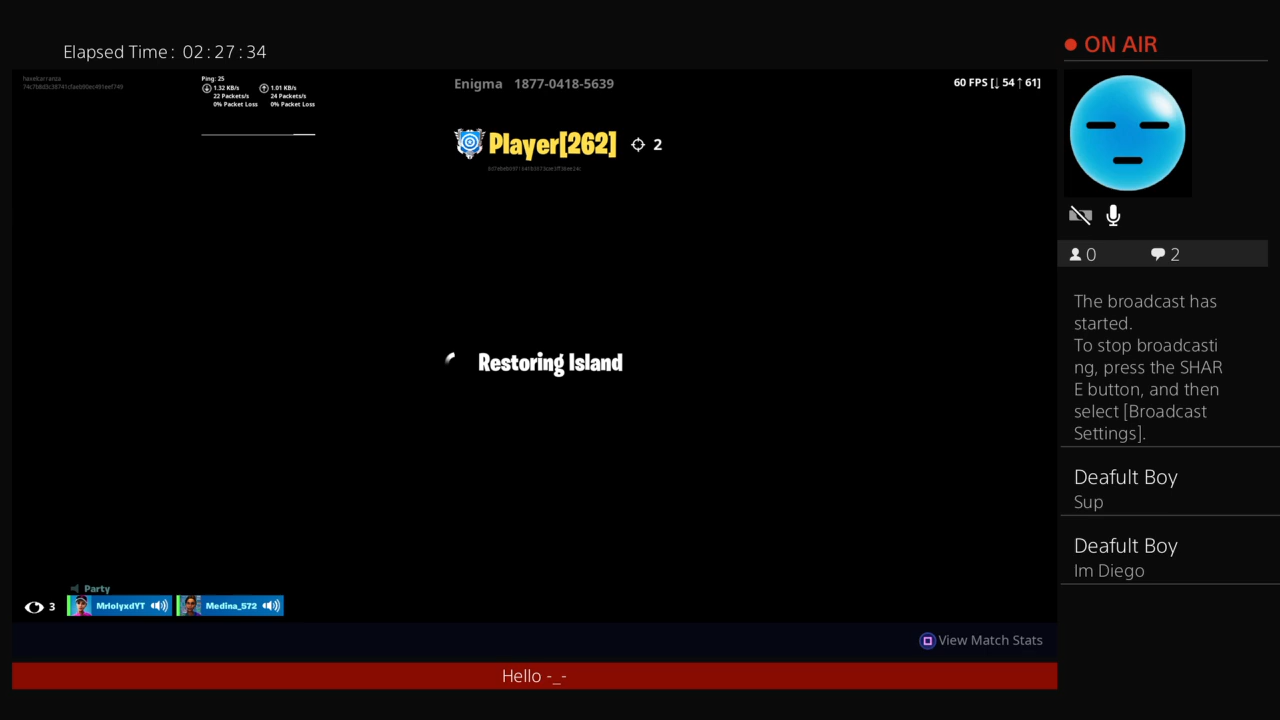 Elapsed Time: 02:27:34
ON AIR
Ping: 25
1.32 KB/s 1.01 KB/s
22 Packets/s 24 Packets/s
0% Packet Loss 0% Packet Loss
Enigma 1877-0418-5639
60 FPS [↓ 54 ↑ 61]
Player[262] 2
0 2
The broadcast has
started.
To stop broadcasti
ng, press the SHAR
E button, and then
select [Broadcast
Settings].
Restoring Island
Deafult Boy
Sup
Deafult Boy
Im Diego
Party
3 MrlolyxdYT Medina_572
View Match Stats
Hello -_-